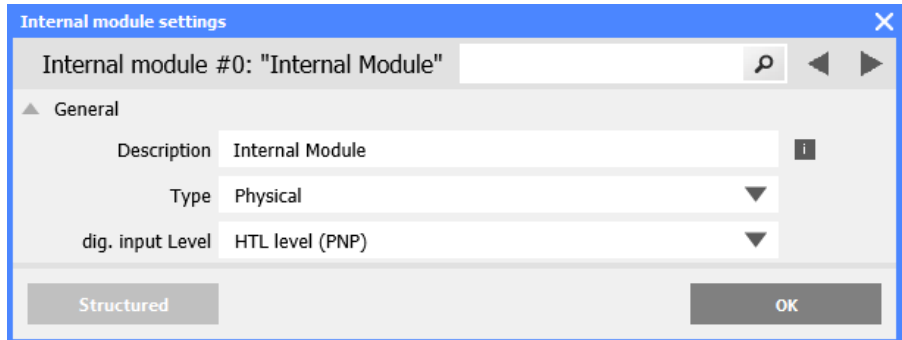 Internal module settings
Internal module #0: "Internal Module"
General
Description Internal Module
i
Type Physical
dig. input Level HTL level (PNP)
Structured OK